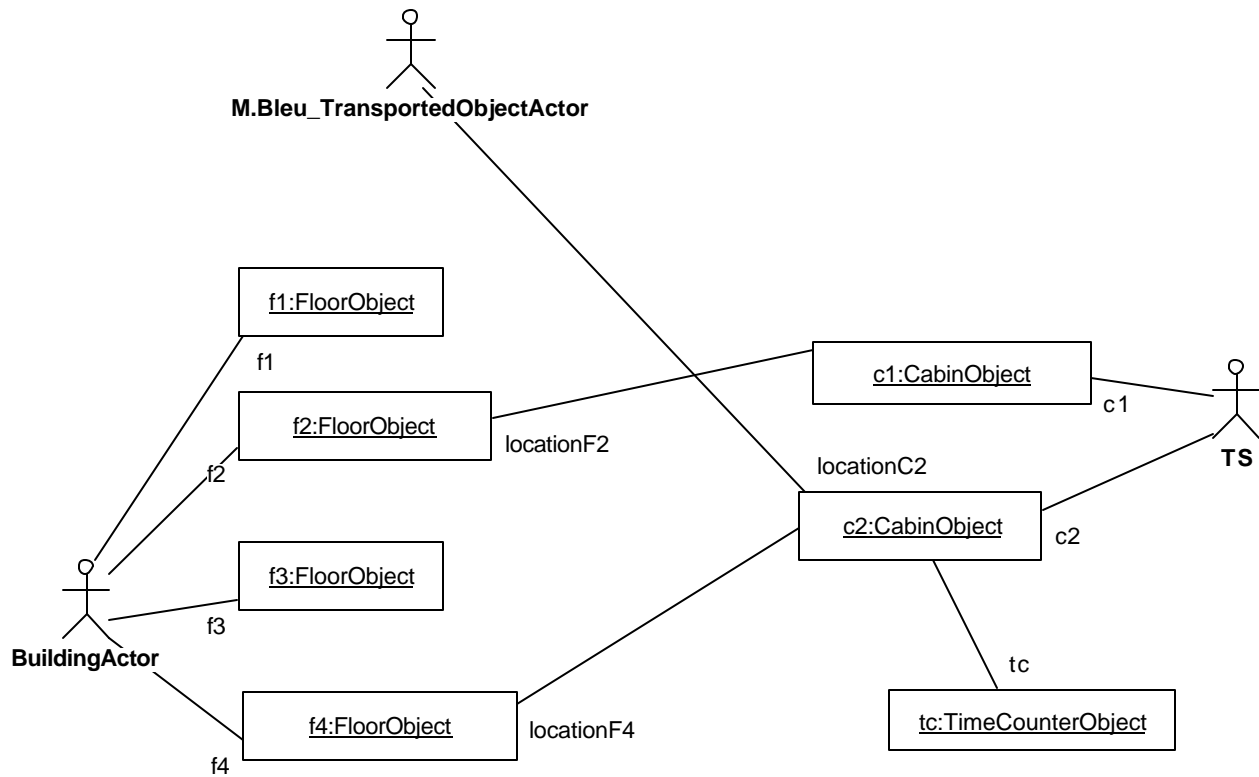 M.Bleu_TransportedObjectActor
f1:FloorObject
f1
c1:CabinObject
c1
f2:FloorObject
locationF2
TS
f2
locationC2
c2:CabinObject
c2
f3:FloorObject
f3
BuildingActor
tc
f4:FloorObject
locationF4
tc:TimeCounterObject
f4